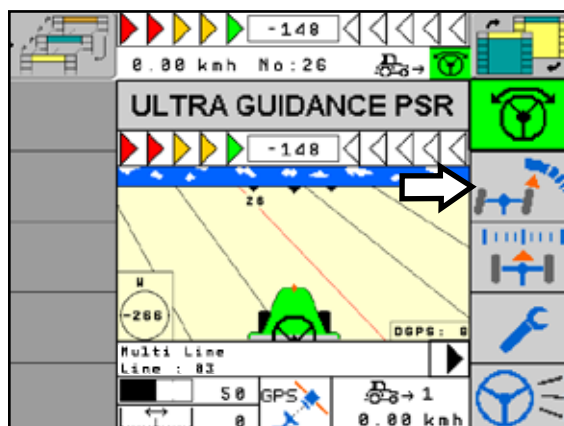 -148
0.00 kmh No:26
ULTRA GUIDANCE PSR
-148
26
W
-266
DGPS: 8
Multi Line
Line : 03
50
GPS
→ 1
0
0.00 kmh